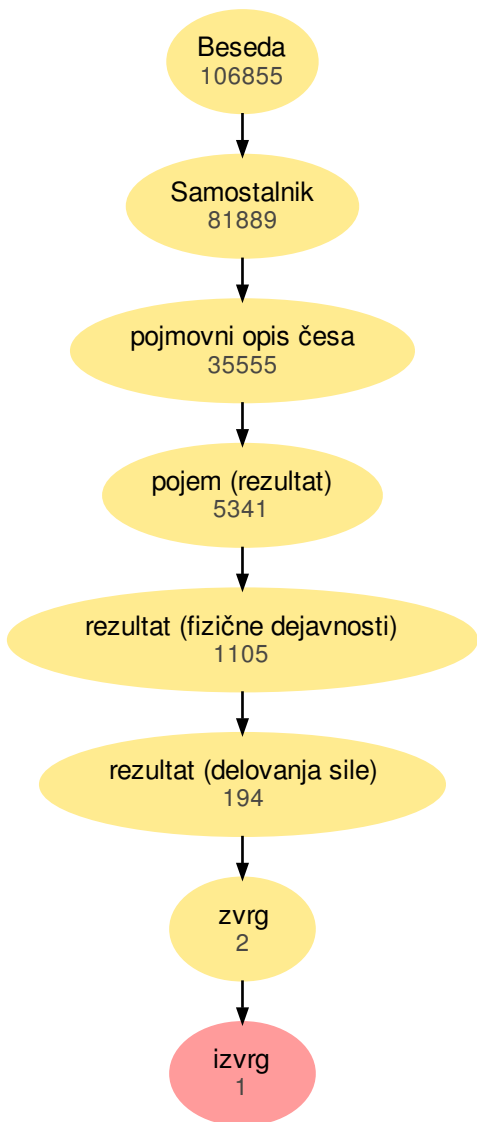 Beseda
106855
Samostalnik
81889
pojmovni opis česa
35555
pojem (rezultat)
5341
rezultat (fizične dejavnosti)
1105
rezultat (delovanja sile)
194
zvrg
2
izvrg
1